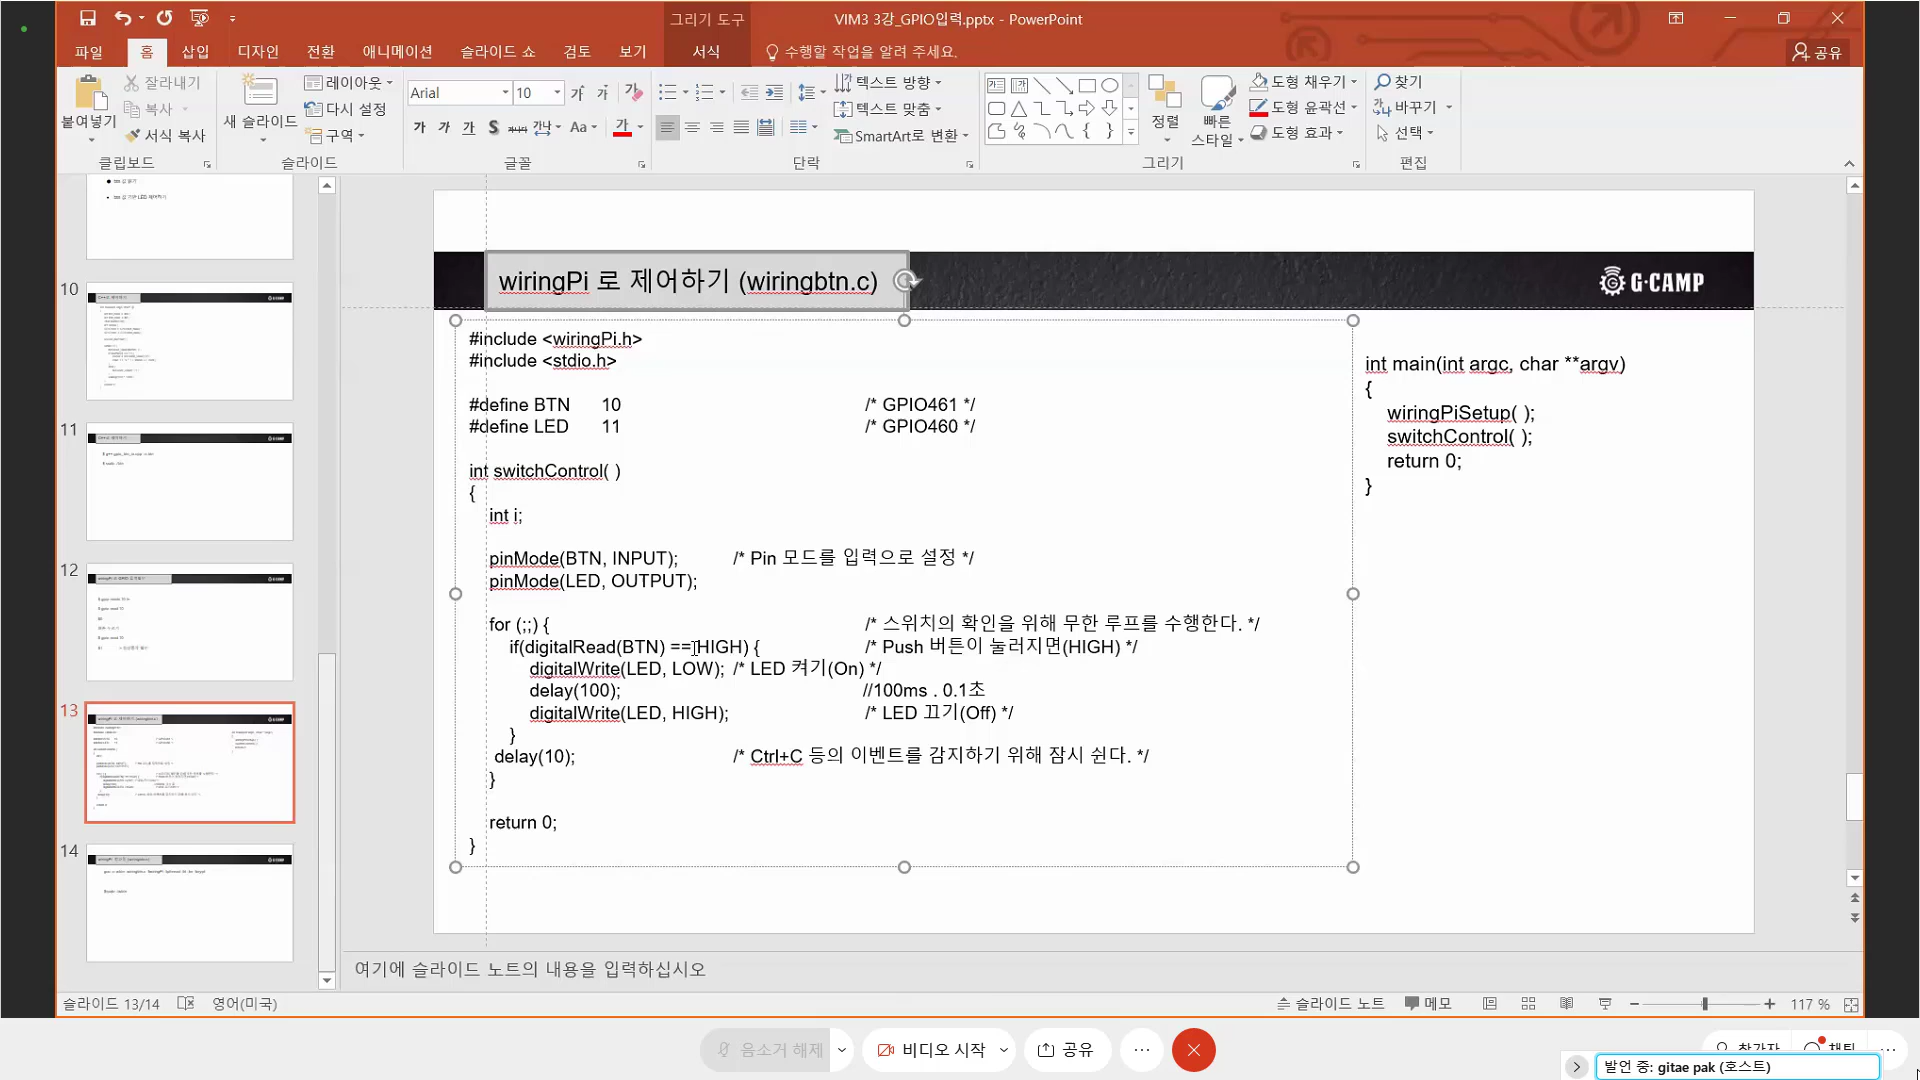 VIM3 3강_GPIO입력.pptx - PowerPoint
그리기 도구
파일 홈 삽입 디자인 전환 애니메이션 슬라이드 쇼 검토 보기 서식 수행할 작업을 알려 주세요. 공유
붙여넣기
잘라내기
복사
서식 복사
클립보드
새 슬라이드
레이아웃
다시 설정
구역
슬라이드
Arial 10
글꼴
텍스트 방향
텍스트 맞춤
SmartArt로 변환
단락
정렬
빠른 스타일
도형 채우기
도형 윤곽선
도형 효과
그리기
찾기
바꾸기
선택
편집
10
11
12
13
14
wiringPi 로 제어하기 (wiringbtn.c)
G·CAMP
#include <wiringPi.h>
#include <stdio.h>
#define BTN 10 /* GPIO461 */
#define LED 11 /* GPIO460 */
int switchControl( )
{
int i;
pinMode(BTN, INPUT); /* Pin 모드를 입력으로 설정 */
pinMode(LED, OUTPUT);
for (;;) { /* 스위치의 확인을 위해 무한 루프를 수행한다. */
if(digitalRead(BTN) == HIGH) { /* Push 버튼이 눌러지면(HIGH) */
digitalWrite(LED, LOW); /* LED 켜기(On) */
delay(100); //100ms . 0.1초
digitalWrite(LED, HIGH); /* LED 끄기(Off) */
}
delay(10); /* Ctrl+C 등의 이벤트를 감지하기 위해 잠시 쉰다. */
}
return 0;
}
int main(int argc, char **argv)
{
wiringPiSetup( );
switchControl( );
return 0;
}
여기에 슬라이드 노트의 내용을 입력하십시오
슬라이드 13/14 영어(미국) 슬라이드 노트 메모 117 %
음소거 해제 비디오 시작 공유
발언 중: gitae pak (호스트)